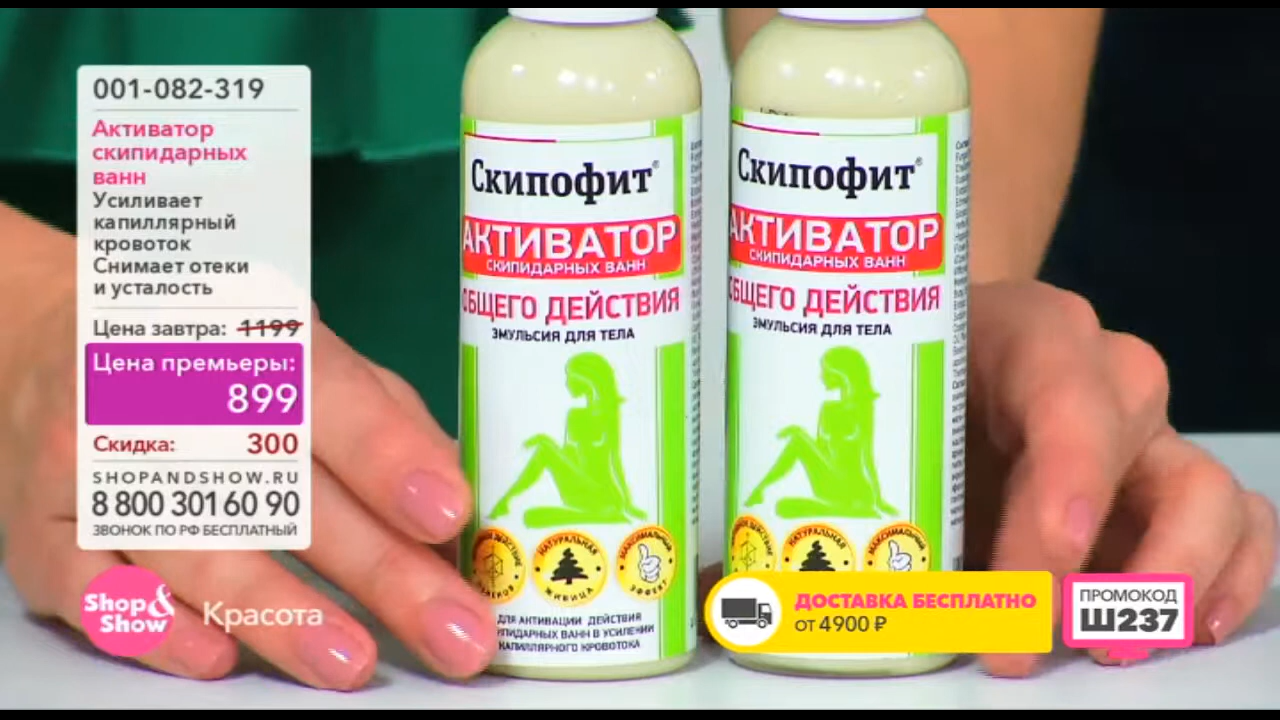 001-082-319
Активатор
скипидарных
ванн
Усиливает
капиллярный
кровоток
Снимает отеки
и усталость
Цена завтра: 1199
Цена премьеры:
899
Скидка: 300
SHOPANDSHOW.RU
8 800 301 60 90
ЗВОНОК ПО РФ БЕСПЛАТНЫЙ
Shop &
Show
Красота
Скипофит®
АКТИВАТОР
СКИПИДАРНЫХ ВАНН
ОБЩЕГО ДЕЙСТВИЯ
ЭМУЛЬСИЯ ДЛЯ ТЕЛА
НАТУРАЛЬНАЯ
ЖИВИЦА
МАКСИМАЛЬНЫЙ
ЭФФЕКТ
ДЛЯ АКТИВАЦИИ ДЕЙСТВИЯ
СКИПИДАРНЫХ ВАНН В УСИЛЕНИИ
КАПИЛЛЯРНОГО КРОВОТОКА
Скипофит®
АКТИВАТОР
СКИПИДАРНЫХ ВАНН
ОБЩЕГО ДЕЙСТВИЯ
ЭМУЛЬСИЯ ДЛЯ ТЕЛА
НАТУРАЛЬНАЯ
МАКСИМАЛЬНЫЙ
ДОСТАВКА БЕСПЛАТНО
от 4900 ₽
ПРОМОКОД
Ш237